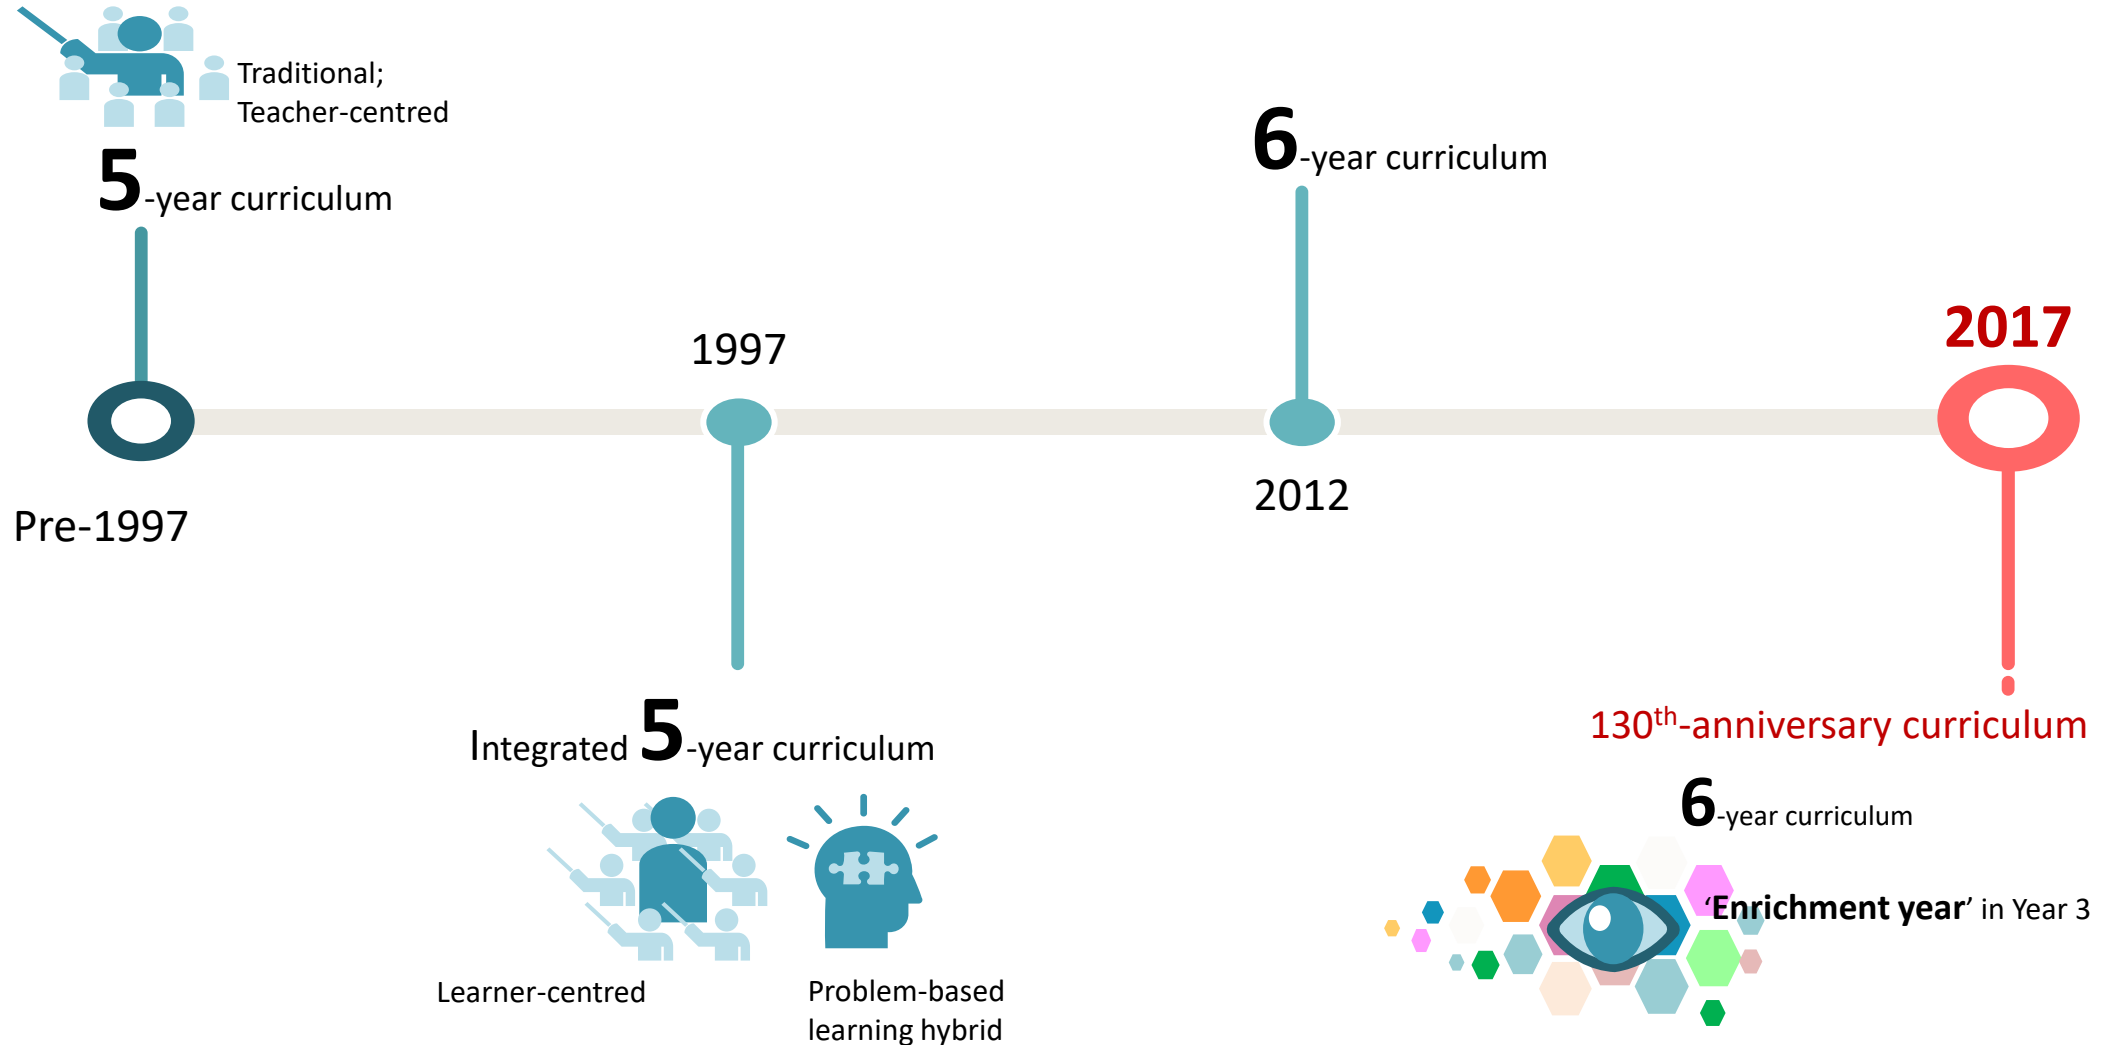 Traditional;
Teacher-centred
5-year curriculum
Pre-1997
1997
Integrated 5-year curriculum
Learner-centred
Problem-based
learning hybrid
6-year curriculum
2012
2017
130th-anniversary curriculum
6-year curriculum
‘Enrichment year’ in Year 3